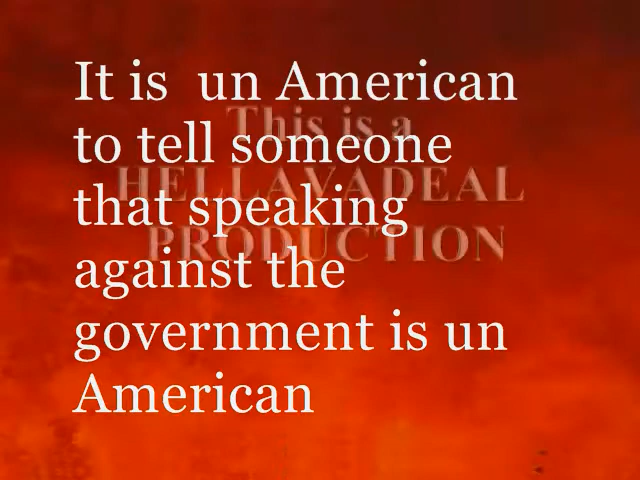 It is  un American
to tell someone
that speaking
against the
government is un
American
This is a
HELLAVADEAL
PRODUCTION